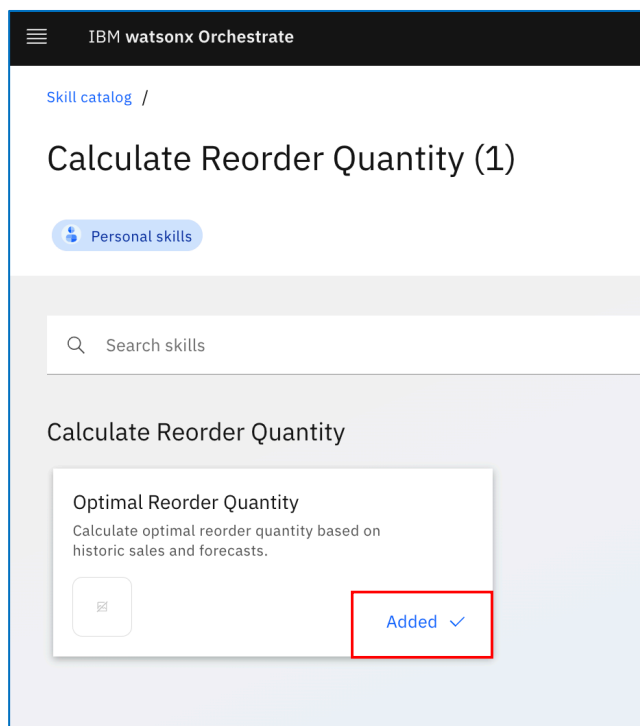 IBM watsonx Orchestrate
Skill catalog /
Calculate Reorder Quantity (1)
Personal skills
Search skills
Calculate Reorder Quantity
Optimal Reorder Quantity
Calculate optimal reorder quantity based on
historic sales and forecasts.
Added